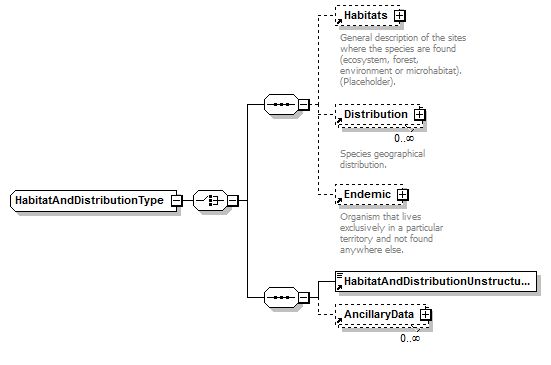 Habitats
General description of the sites
where the species are found
(ecosystem, forest,
environment or microhabitat).
(Placeholder).
Distribution
0..∞
Species geographical
distribution.
HabitatAndDistributionType
Endemic
Organism that lives
exclusively in a particular
territory and not found
anywhere else.
HabitatAndDistributionUnstructu...
AncillaryData
0..∞